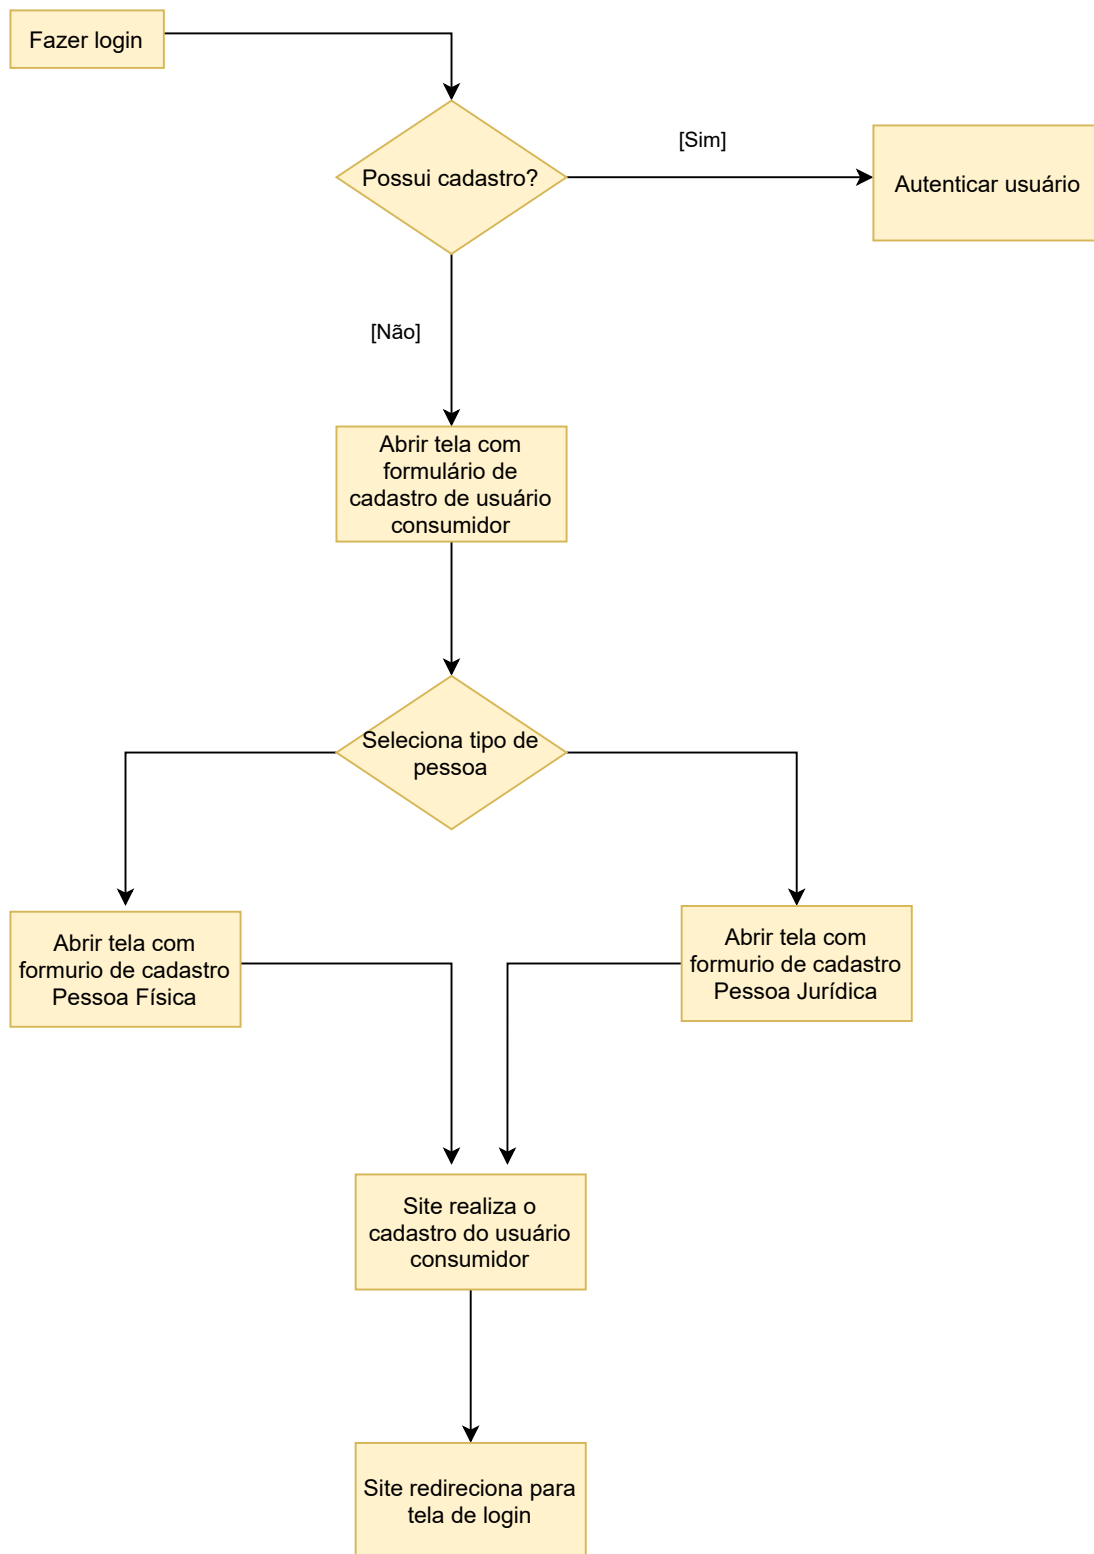 Fazer login
Possui cadastro?
[Sim]
Autenticar usuário
[Não]
Abrir tela com
formulário de
cadastro de usuário
consumidor
Seleciona tipo de
pessoa
Abrir tela com
formurio de cadastro
Pessoa Física
Abrir tela com
formurio de cadastro
Pessoa Jurídica
Site realiza o
cadastro do usuário
consumidor
Site redireciona para
tela de login